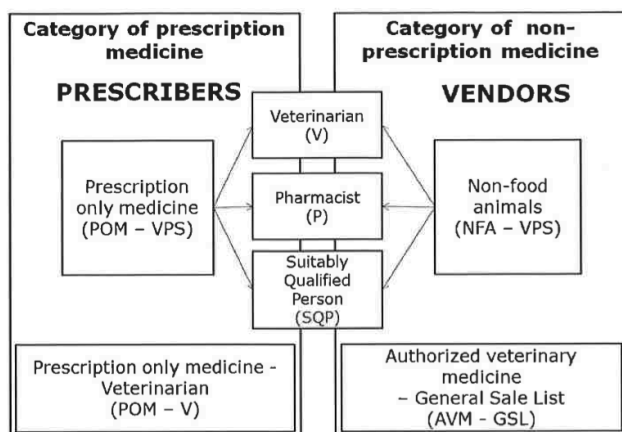 Category of prescription
medicine
PRESCRIBERS
Category of non-
prescription medicine
VENDORS
Veterinarian
(V)
Prescription
only medicine
(POM – VPS)
Pharmacist
(P)
Non-food
animals
(NFA – VPS)
Suitably
Qualified
Person
(SQP)
Prescription only medicine -
Veterinarian
(POM – V)
Authorized veterinary
medicine
– General Sale List
(AVM - GSL)